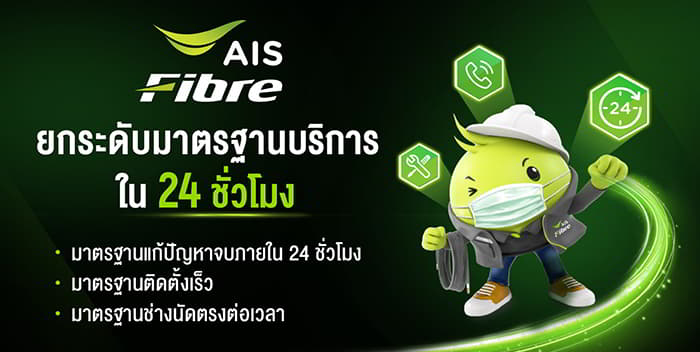 AIS
Fibre
ยกระดับมาตรฐานบริการ
ใน 24 ชั่วโมง
• มาตรฐานแก้ปัญหาจบภายใน 24 ชั่วโมง
• มาตรฐานติดตั้งเร็ว
• มาตรฐานช่างนัดตรงต่อเวลา
-24-
AIS
Fibre